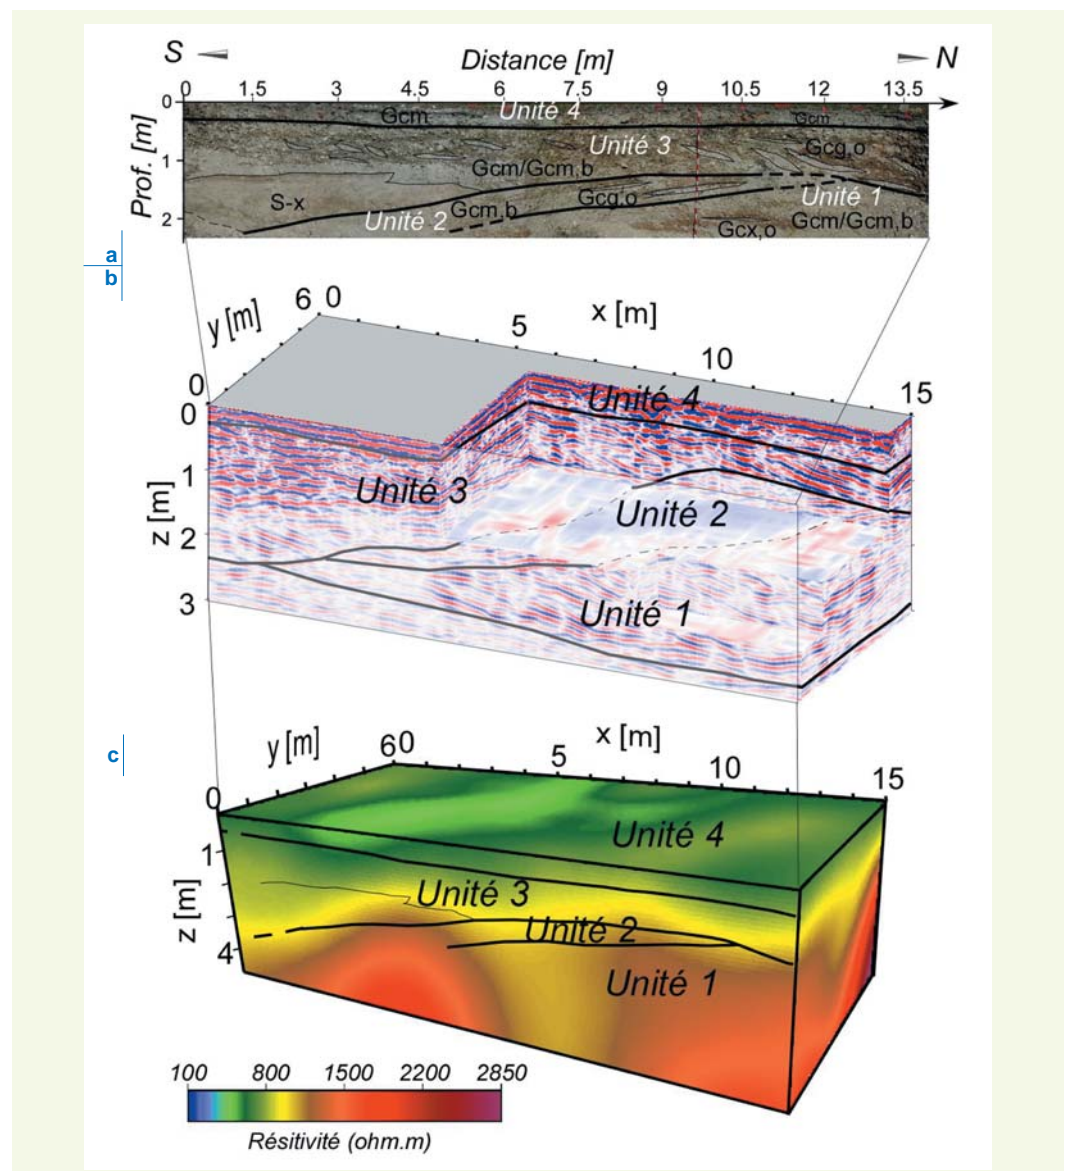 S N
Distance [m]
0 1.5 3 4.5 6 7.5 9 10.5 12 13.5
Prof. [m]
0
1
2
Gcm
Unité 4
Gcm
Unité 3
Gcg,o
Gcm/Gcm,b
S-x
Gcg,o
Unité 1
Gcm,b
Unité 2
Gcm/Gcm,b
Gcx,o
a
b
y [m]
6 0
x [m]
5
10
15
0
0
1
2
3
z [m]
Unité 4
Unité 3
Unité 2
Unité 1
c
y [m]
60
x [m]
5
10
15
0
1
4
z [m]
Unité 4
Unité 3
Unité 2
Unité 1
100 800 1500 2200 2850
Résitivité (ohm.m)